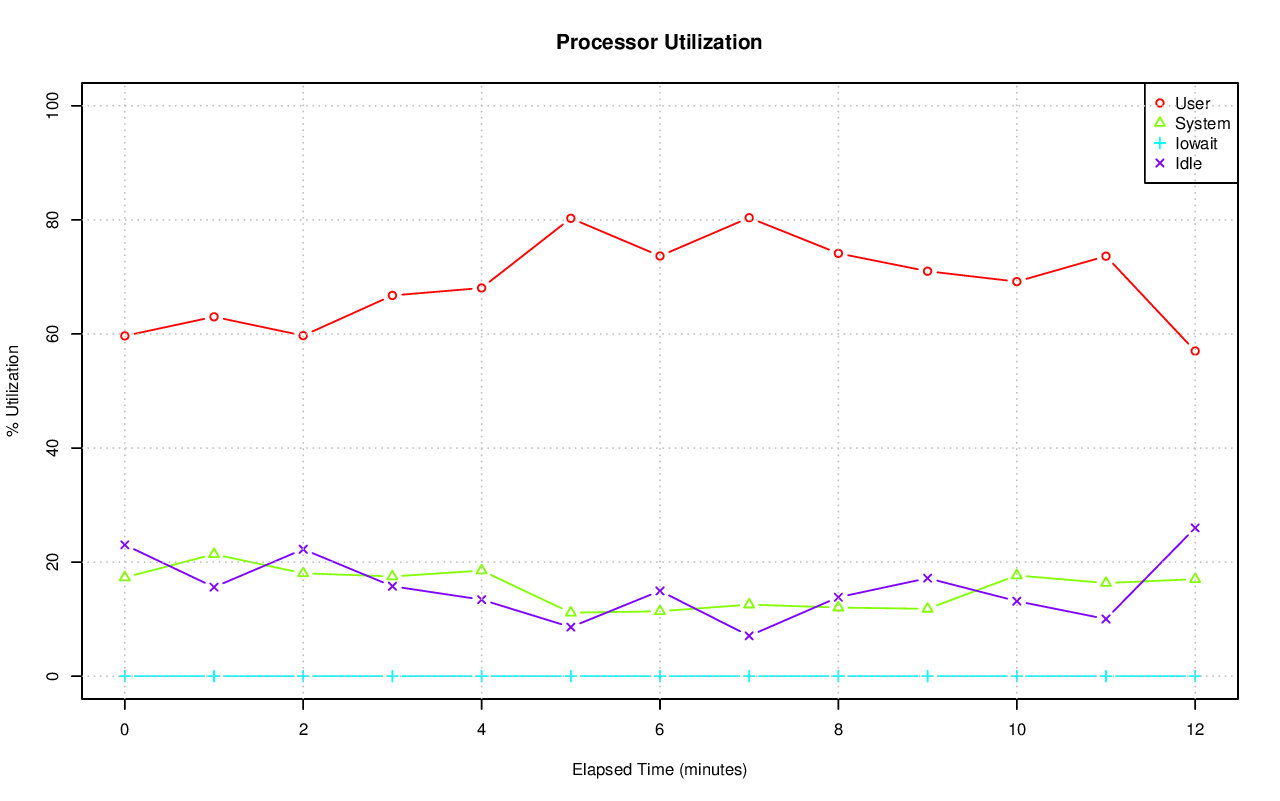 Processor Utilization
User
System
Iowait
Idle
% Utilization
100
80
60
40
20
0
0 2 4 6 8 10 12
Elapsed Time (minutes)